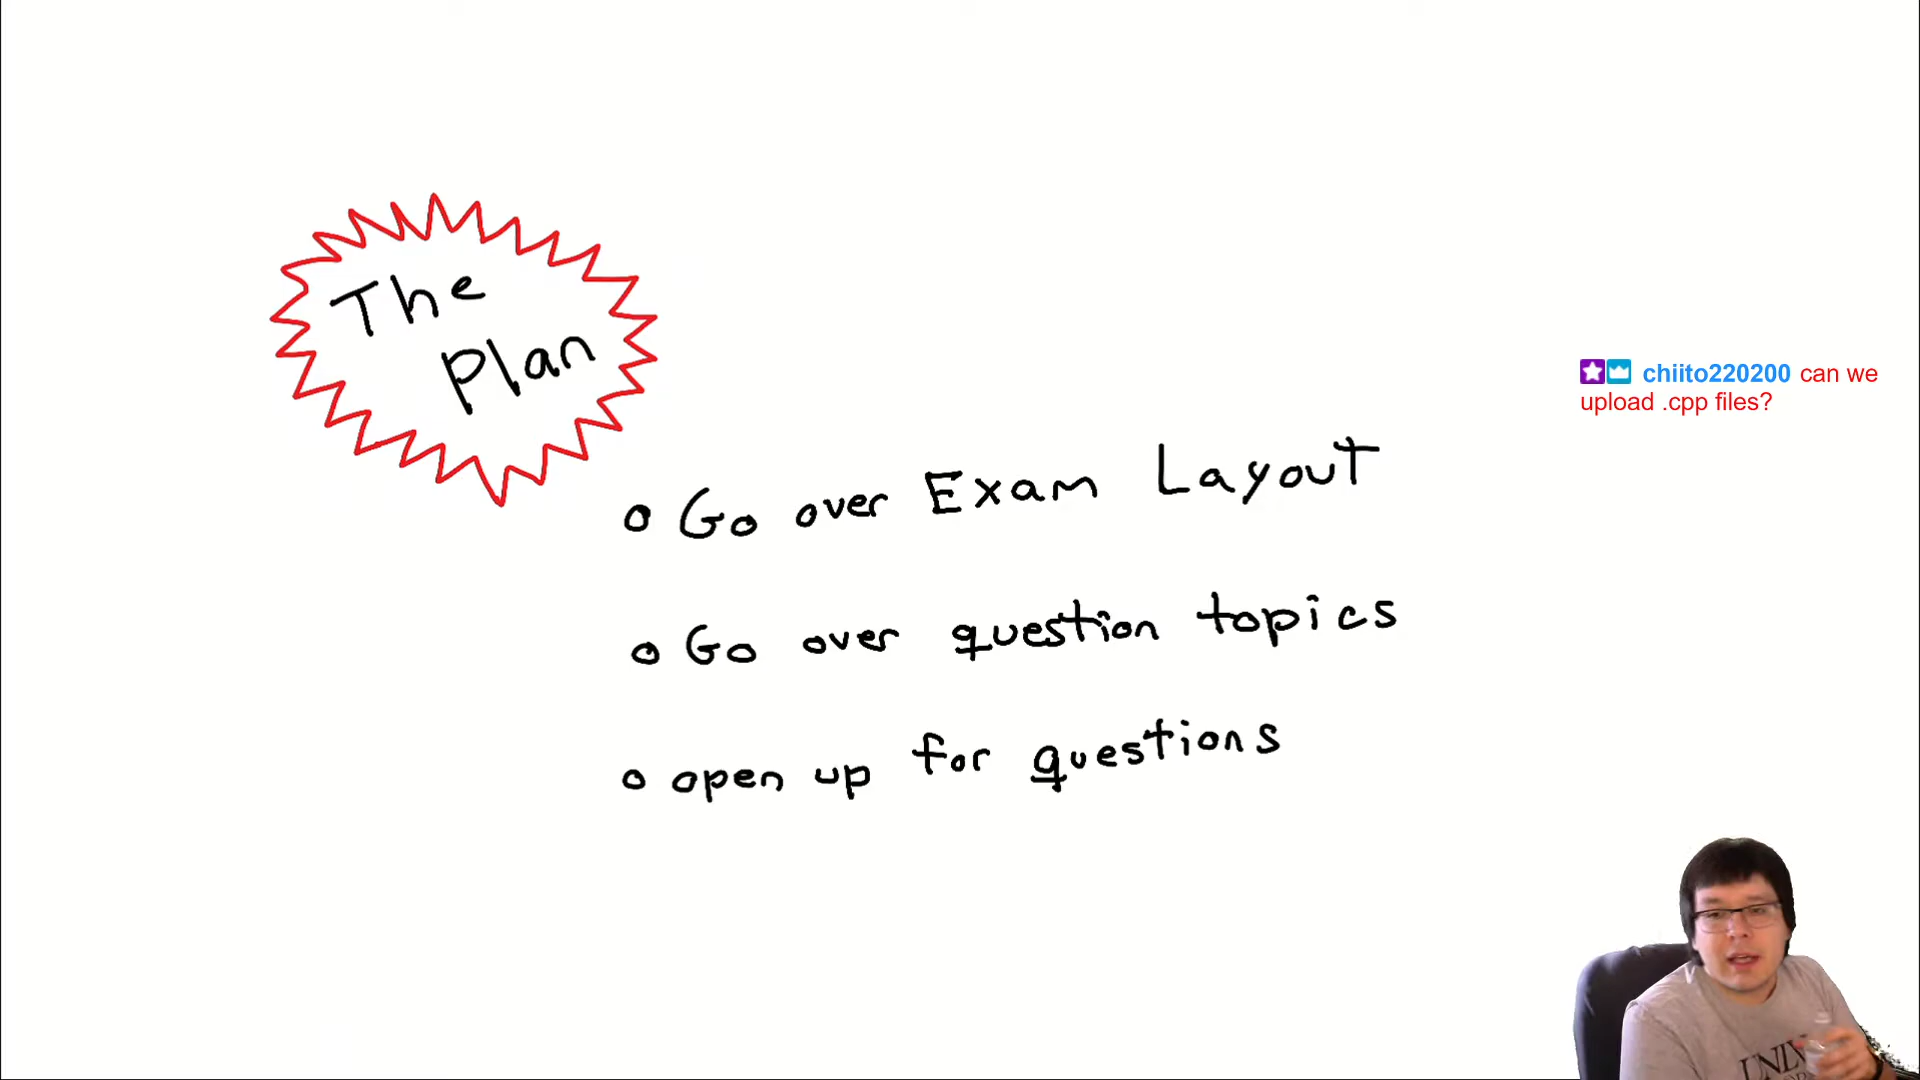 The
Plan
o Go over Exam Layout
o Go over question topics
o open up for questions
chiito220200 can we
upload .cpp files?
UNLV